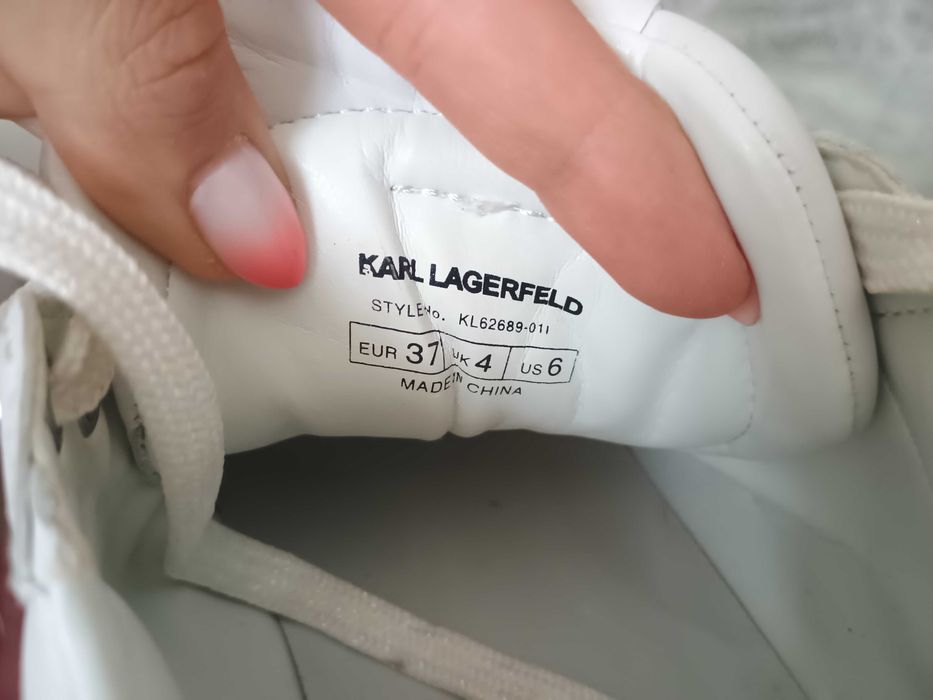 KARL LAGERFELD
STYLE No. KL62689-011
EUR 37 UK 4 US 6
MADE IN CHINA